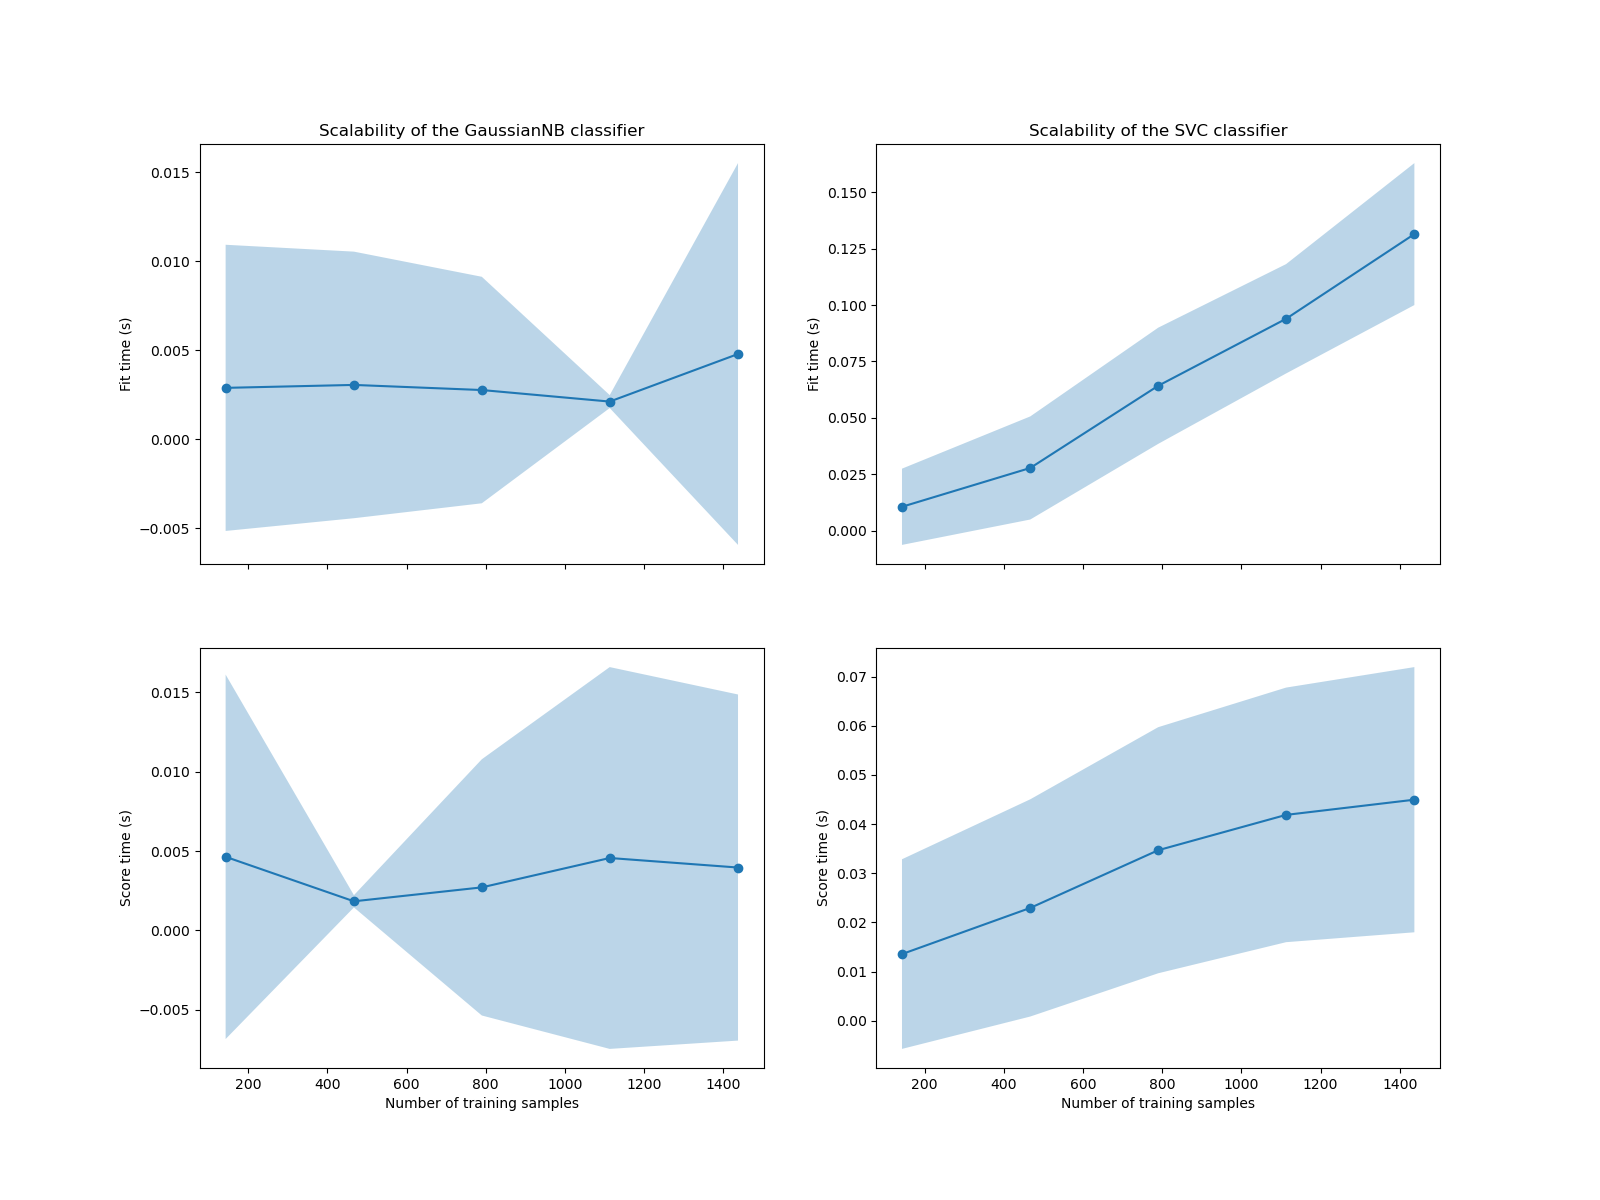 Scalability of the GaussianNB classifier
0.015
0.010
0.005
0.000
−0.005
Fit time (s)
Scalability of the SVC classifier
0.150
0.125
0.100
0.075
0.050
0.025
0.000
Fit time (s)
0.015
0.010
0.005
0.000
−0.005
Score time (s)
200 400 600 800 1000 1200 1400
Number of training samples
0.07
0.06
0.05
0.04
0.03
0.02
0.01
0.00
Score time (s)
200 400 600 800 1000 1200 1400
Number of training samples